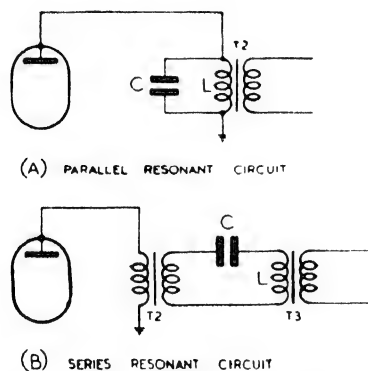 T2
C
L
(A) PARALLEL RESONANT CIRCUIT
C
L
T2
T3
(B) SERIES RESONANT CIRCUIT